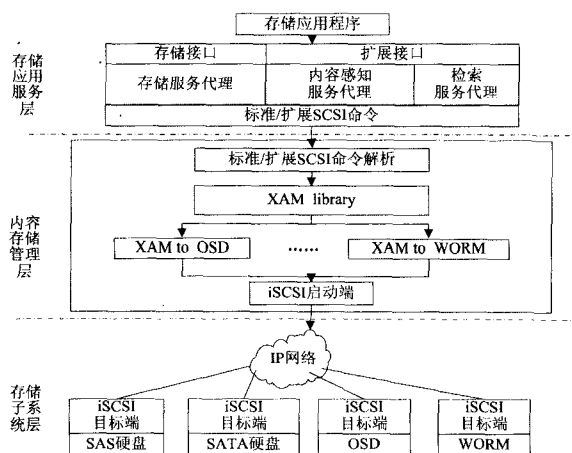 存储应用程序
存储
应用
服务
层
存储接口 扩展接口
存储服务代理
内容感知
服务代理
检索
服务代理
标准/扩展SCSI命令
内容
存储
管理
层
标准/扩展SCSI命令解析
XAM library
XAM to OSD
……
XAM to WORM
iSCSI启动端
IP网络
存储
子系
统层
iSCSI
目标端
SAS硬盘
iSCSI
目标端
SATA硬盘
iSCSI
目标端
OSD
iSCSI
目标端
WORM